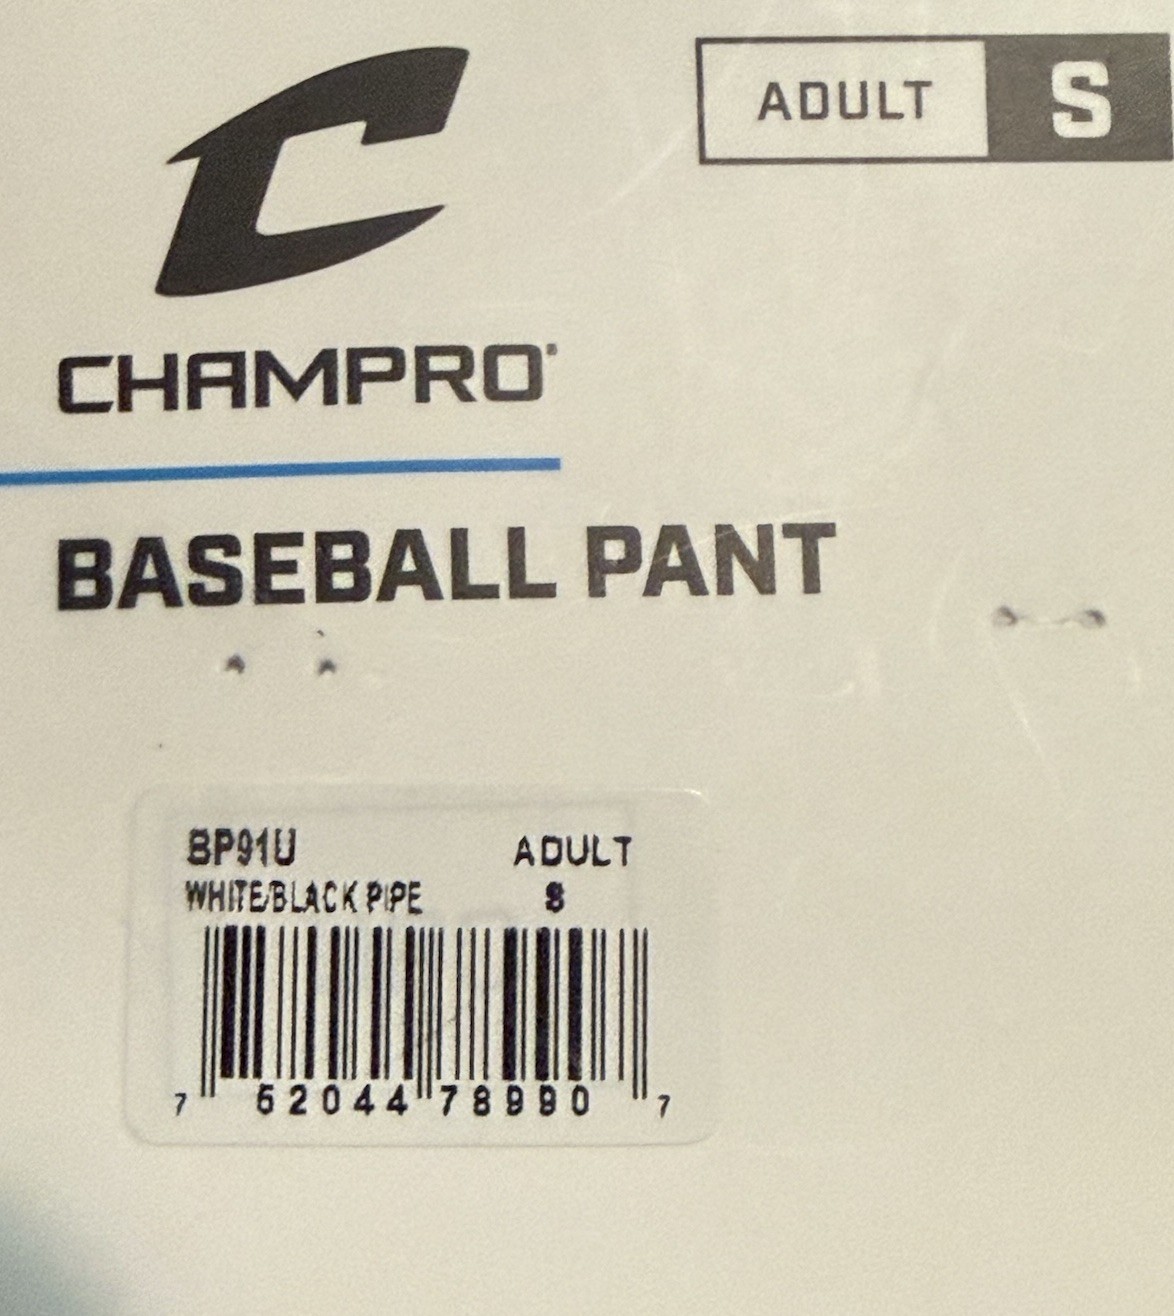 ADULT S
CHAMPRO®
BASEBALL PANT
BP91U ADULT
WHITE/BLACK PIPE S
7 52044 78990 7